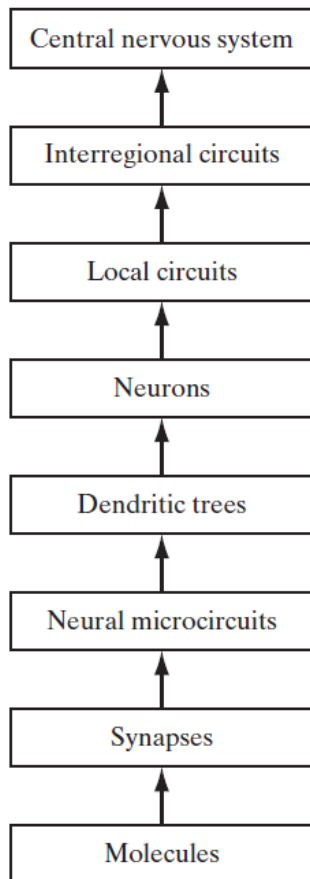 Central nervous system
Interregional circuits
Local circuits
Neurons
Dendritic trees
Neural microcircuits
Synapses
Molecules